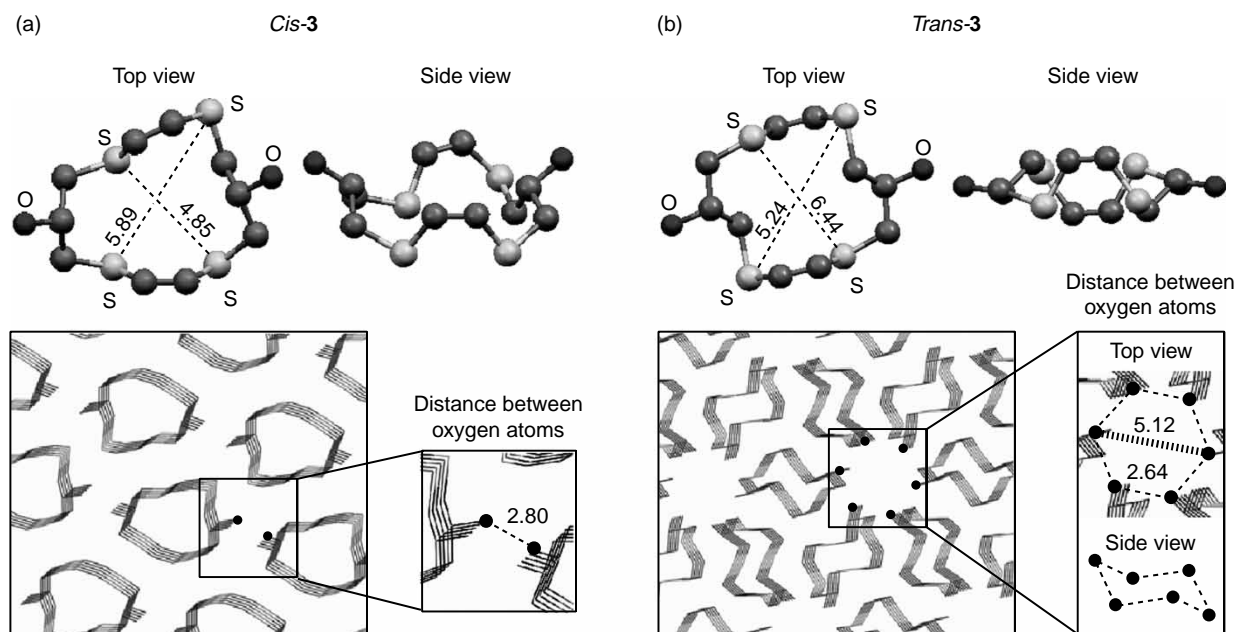 (a)
Cis-3
Top view
Side view
S
S
O
O
5.89
4.85
S
S
Distance between
oxygen atoms
2.80
(b)
Trans-3
Top view
Side view
S
S
O
O
5.24
6.44
S
S
Distance between
oxygen atoms
Top view
5.12
2.64
Side view